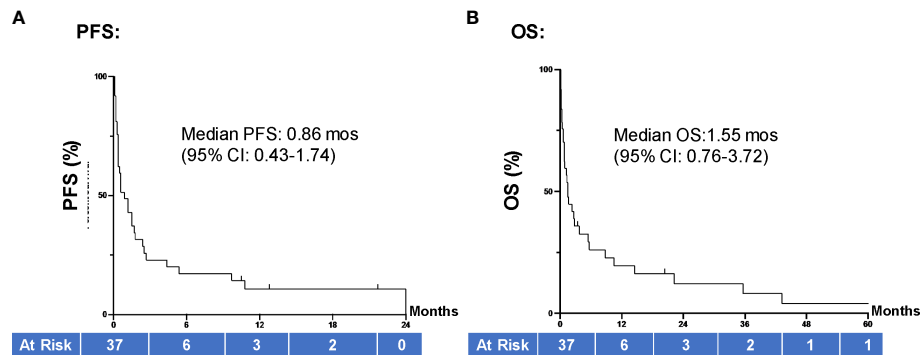 A
PFS:
PFS (%)
100
50
0
Median PFS: 0.86 mos
(95% CI: 0.43-1.74)
0 6 12 18 24
Months
At Risk 37 6 3 2 0
B
OS:
OS (%)
100
50
0
Median OS:1.55 mos
(95% CI: 0.76-3.72)
0 12 24 36 48 60
Months
At Risk 37 6 3 2 1 1